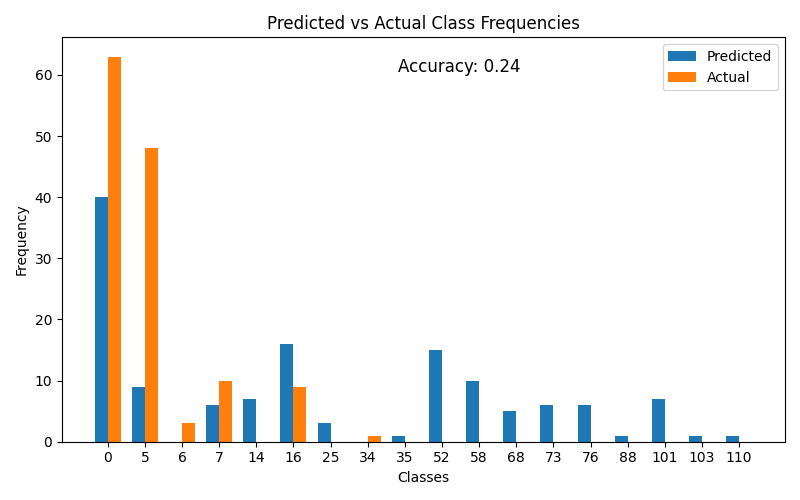 Predicted vs Actual Class Frequencies
Accuracy: 0.24
Predicted
Actual
Frequency
60
50
40
30
20
10
0
0 5 6 7 14 16 25 34 35 52 58 68 73 76 88 101 103 110
Classes